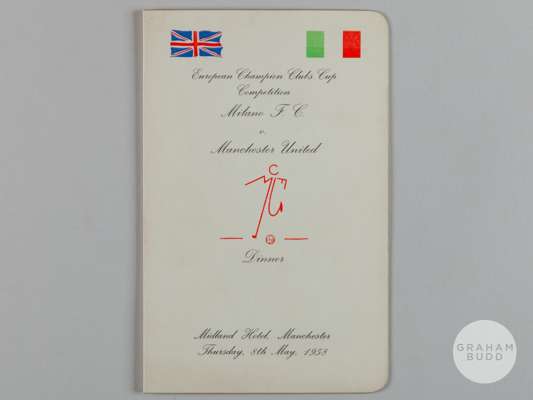 European Champion Clubs Cup
Competition
Milano F C.
v.
Manchester United
Dinner
Midland Hotel, Manchester
Thursday, 8th May, 1958
GRAHAM
BUDD